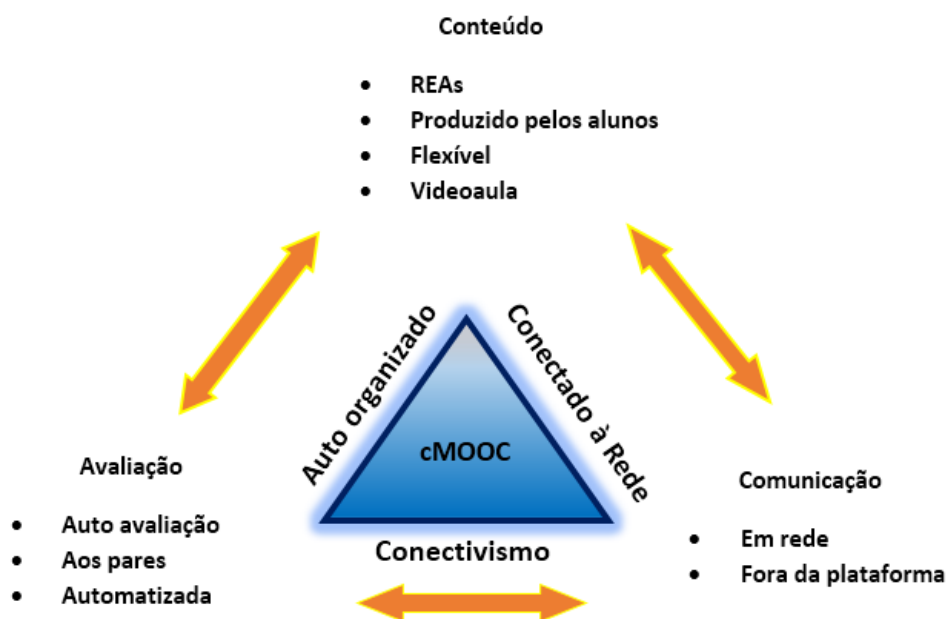 Conteúdo
• REAs
• Produzido pelos alunos
• Flexível
• Videoaula
Auto organizado
Conectado à Rede
cMOOC
Conectivismo
Avaliação
• Auto avaliação
• Aos pares
• Automatizada
Comunicação
• Em rede
• Fora da plataforma